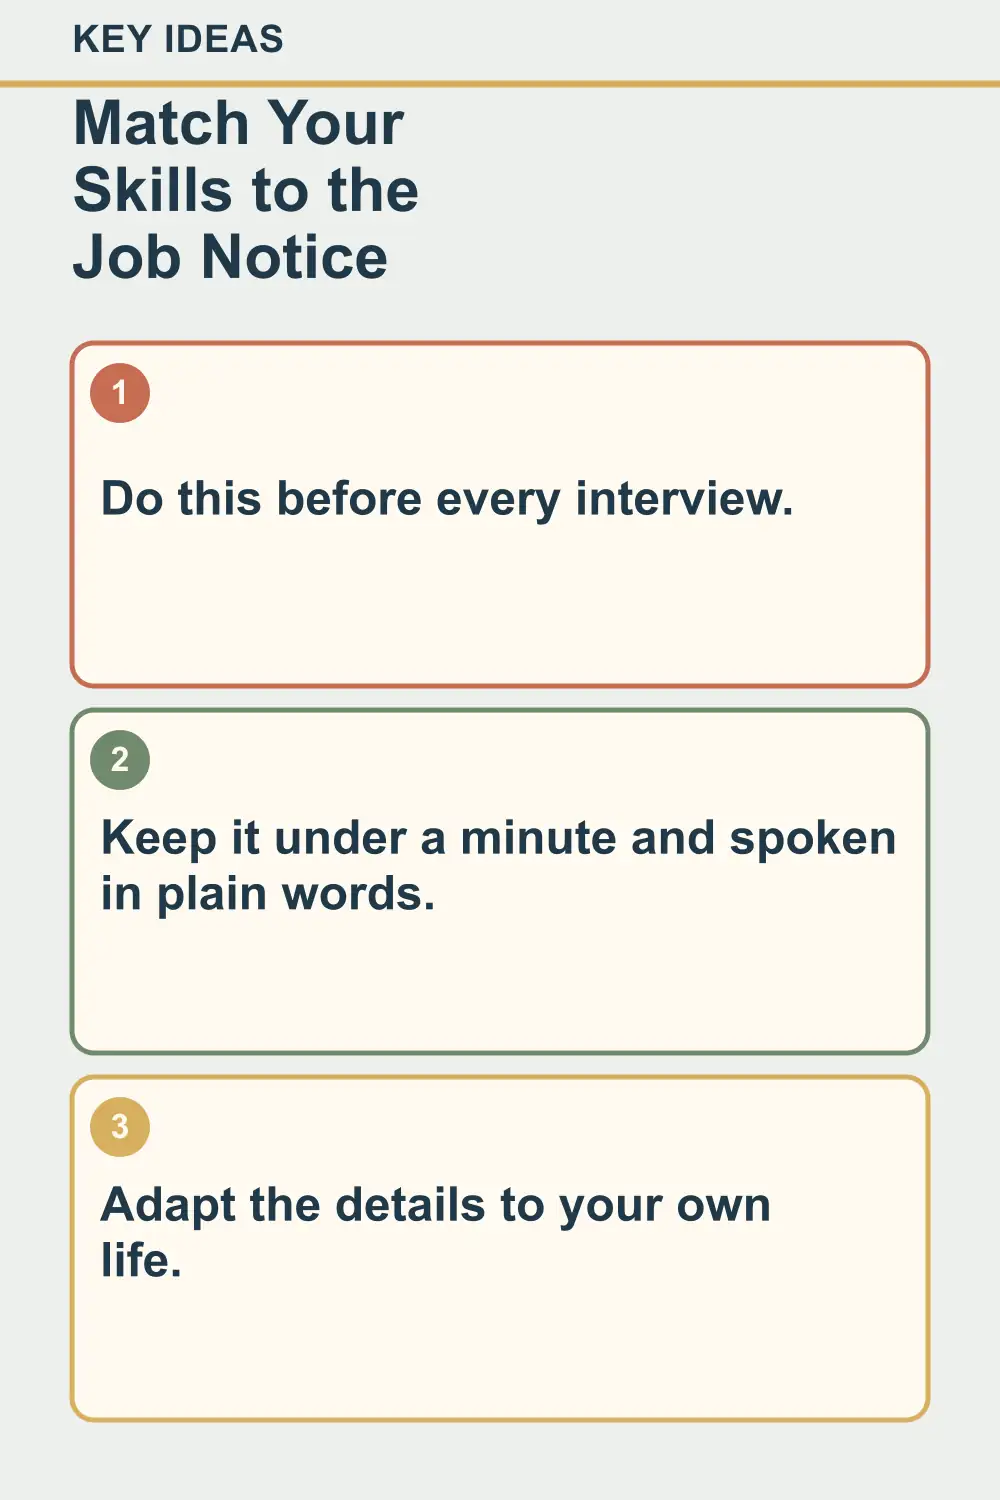 KEY IDEAS
Match Your
Skills to the
Job Notice
1
Do this before every interview.
2
Keep it under a minute and spoken
in plain words.
3
Adapt the details to your own
life.